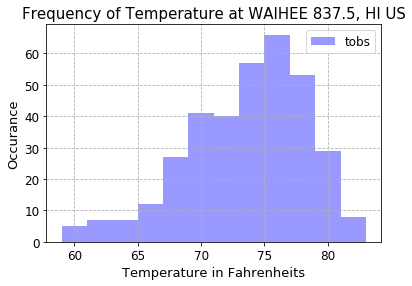 Frequency of Temperature at WAIHEE 837.5, HI US
tobs
60
50
40
30
20
10
0
Occurance
60 65 70 75 80
Temperature in Fahrenheits